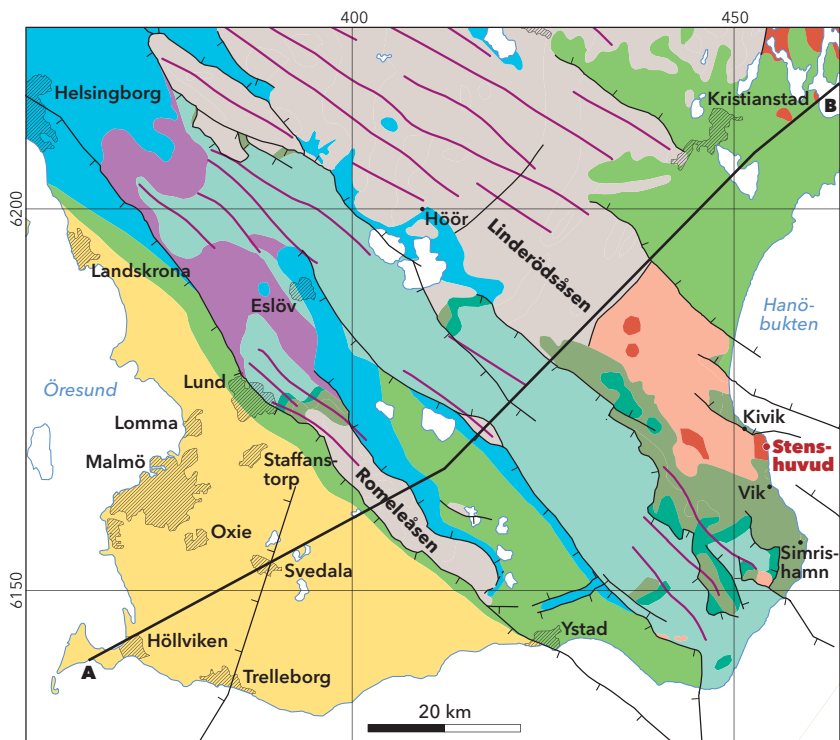 400
450
Helsingborg
Kristianstad
B
6200
Höör
Linderödsåsen
Landskrona
Hanö-
bukten
Eslöv
Öresund
Lund
Kivik
Lomma
Stens-
huvud
Malmö
Staffans-
torp
Romeleåsen
Vik
Oxie
Simris-
hamn
Svedala
6150
Ystad
Höllviken
A
Trelleborg
20 km